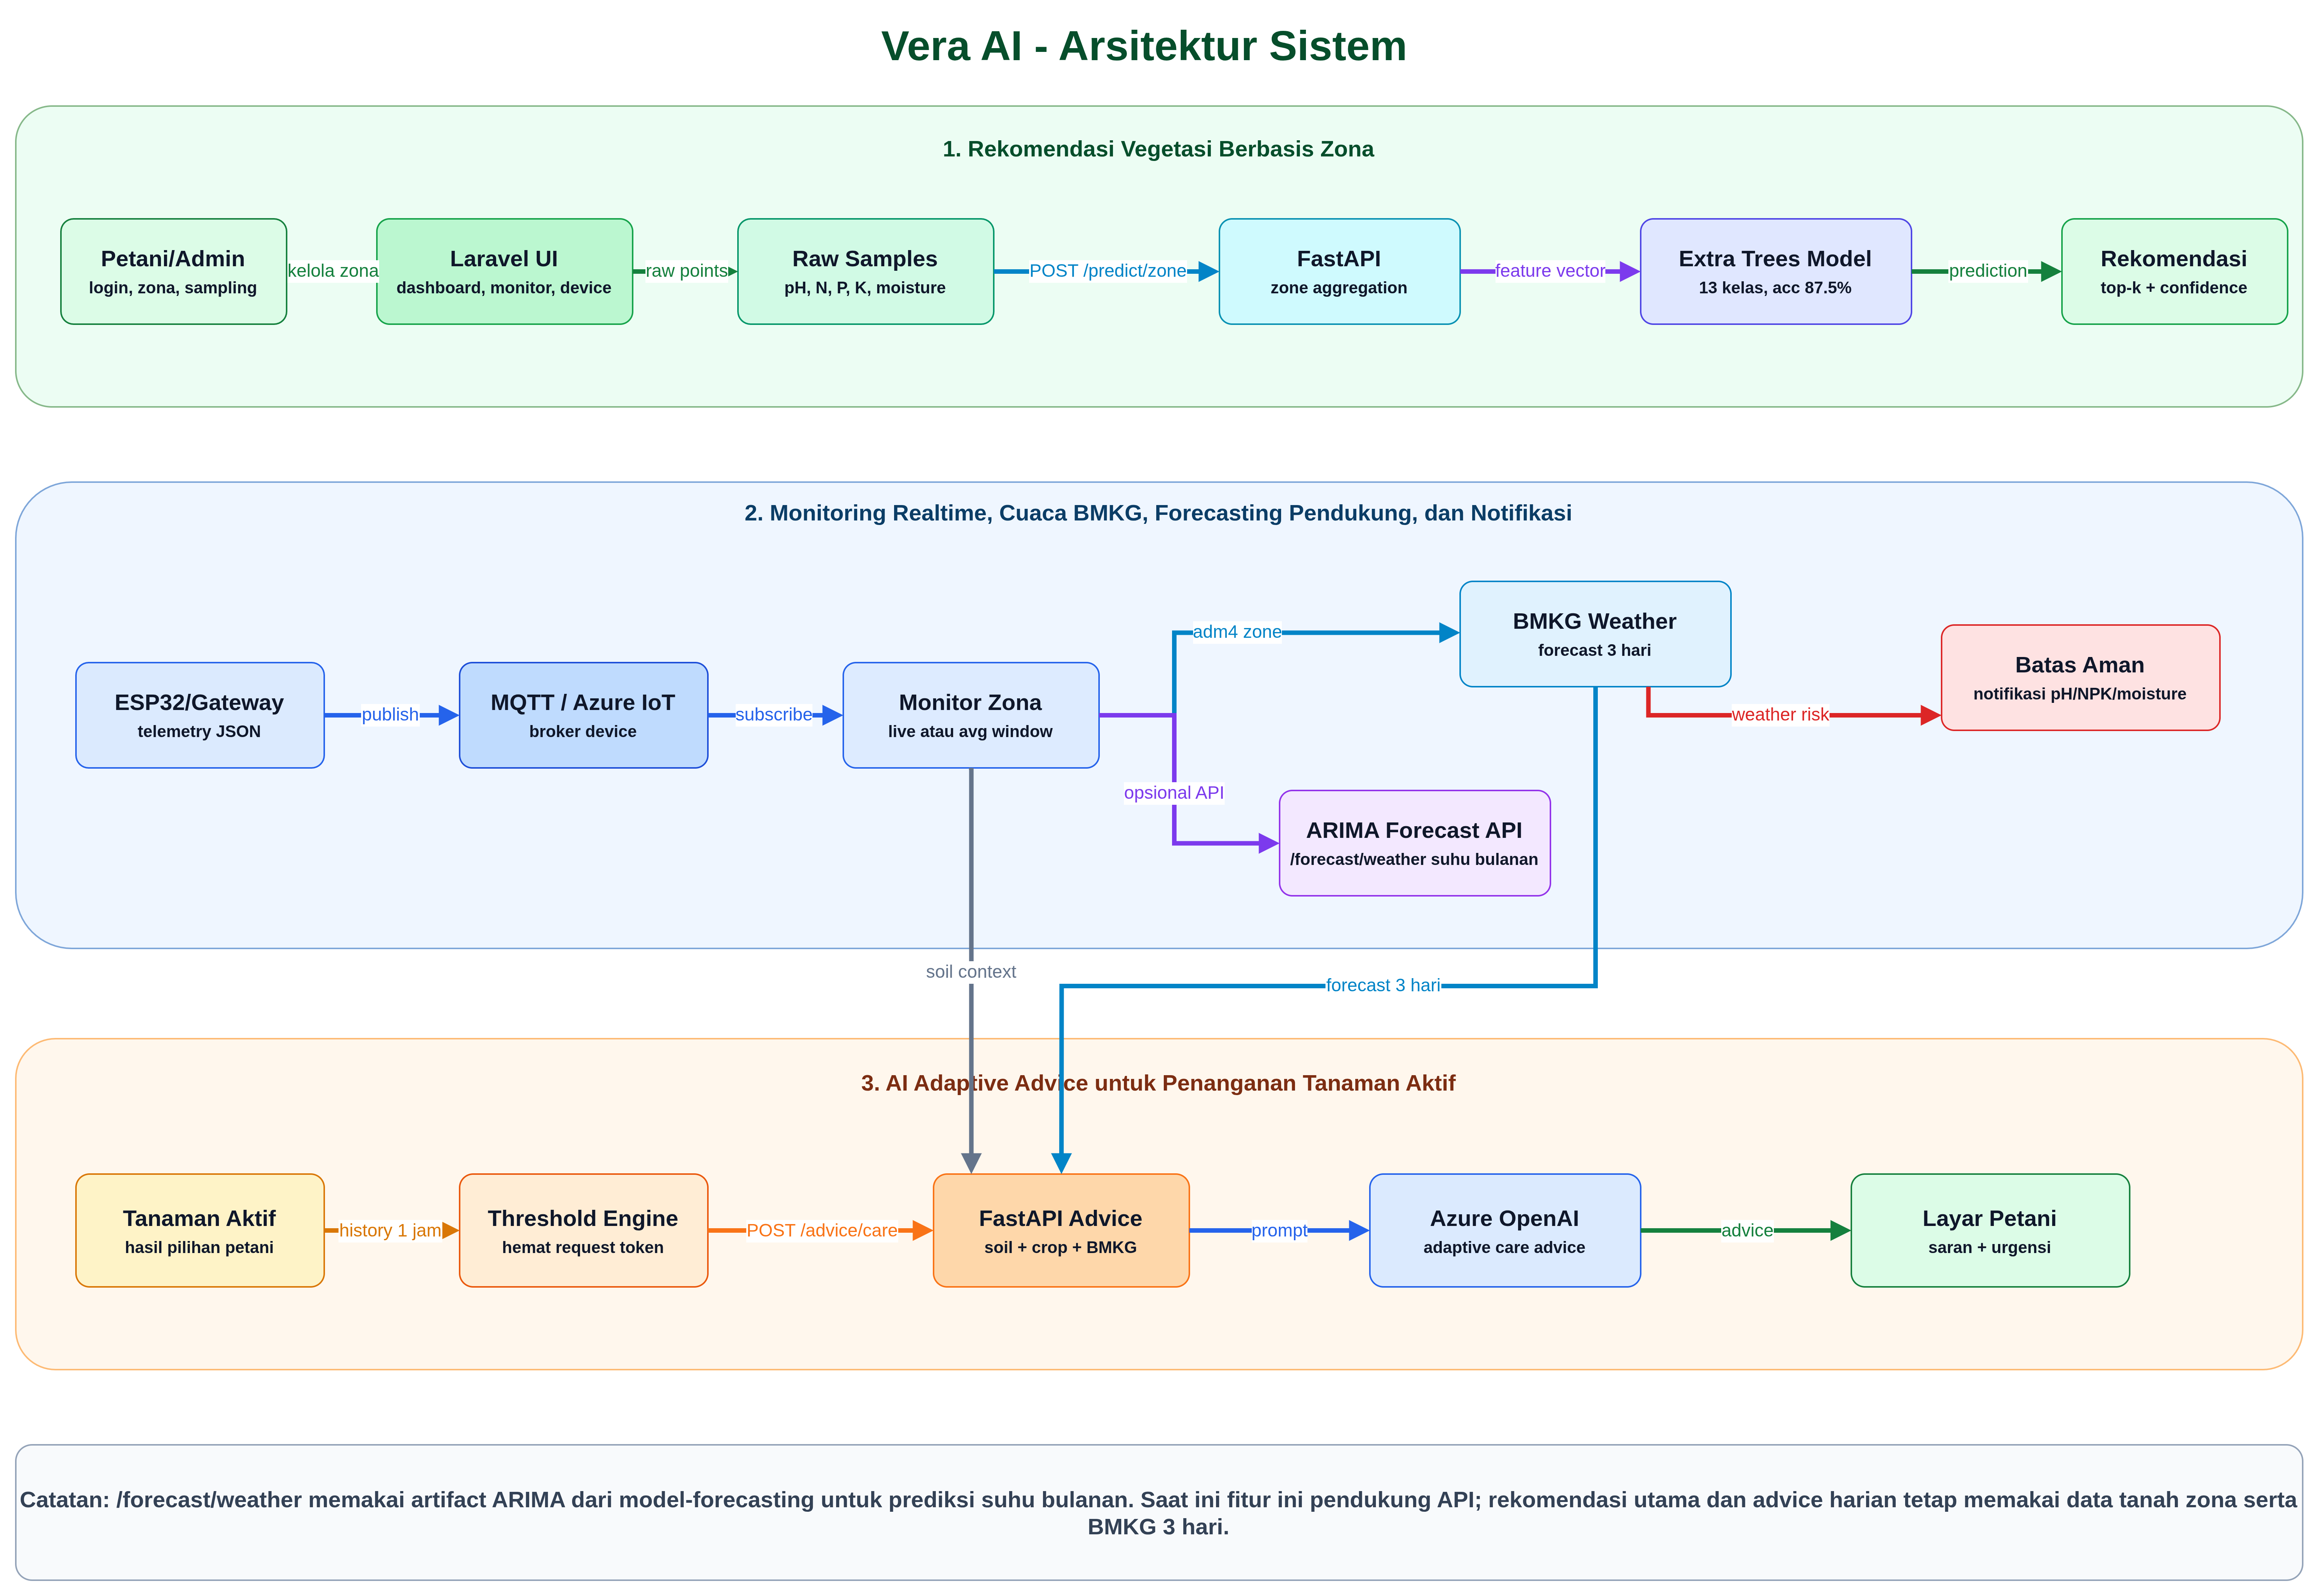 Vera AI - Arsitektur Sistem
1. Rekomendasi Vegetasi Berbasis Zona
Petani/Admin
login, zona, sampling
kelola zona
Laravel UI
dashboard, monitor, device
raw points
Raw Samples
pH, N, P, K, moisture
POST /predict/zone
FastAPI
zone aggregation
feature vector
Extra Trees Model
13 kelas, acc 87.5%
prediction
Rekomendasi
top-k + confidence
2. Monitoring Realtime, Cuaca BMKG, Forecasting Pendukung, dan Notifikasi
ESP32/Gateway
telemetry JSON
publish
MQTT / Azure IoT
broker device
subscribe
Monitor Zona
live atau avg window
adm4 zone
BMKG Weather
forecast 3 hari
weather risk
Batas Aman
notifikasi pH/NPK/moisture
opsional API
ARIMA Forecast API
/forecast/weather suhu bulanan
soil context
forecast 3 hari
3. AI Adaptive Advice untuk Penanganan Tanaman Aktif
Tanaman Aktif
hasil pilihan petani
history 1 jam
Threshold Engine
hemat request token
POST /advice/care
FastAPI Advice
soil + crop + BMKG
prompt
Azure OpenAI
adaptive care advice
advice
Layar Petani
saran + urgensi
Catatan: /forecast/weather memakai artifact ARIMA dari model-forecasting untuk prediksi suhu bulanan. Saat ini fitur ini pendukung API; rekomendasi utama dan advice harian tetap memakai data tanah zona serta
BMKG 3 hari.